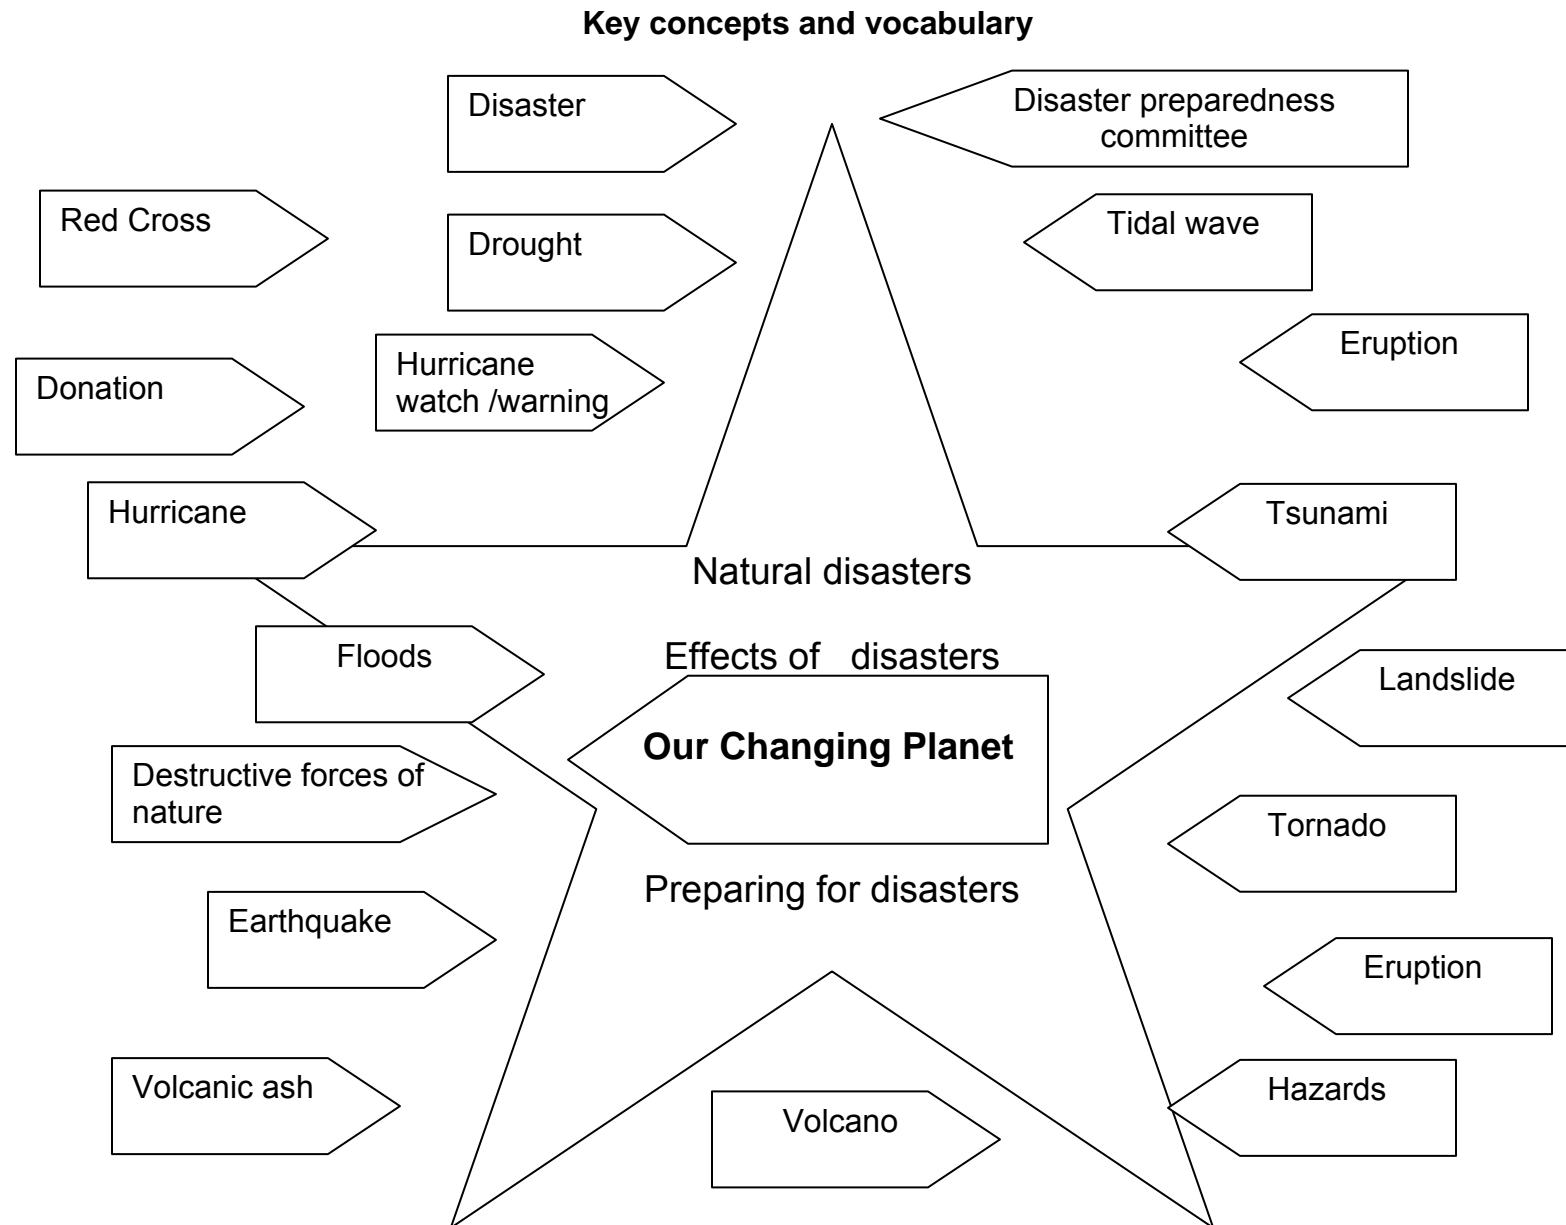 Key concepts and vocabulary
Disaster
Disaster preparedness
committee
Red Cross
Drought
Tidal wave
Eruption
Donation
Hurricane
watch /warning
Hurricane
Tsunami
Natural disasters
Floods
Effects of   disasters
Landslide
Our Changing Planet
Destructive forces of
nature
Tornado
Preparing for disasters
Earthquake
Eruption
Volcanic ash
Volcano
Hazards